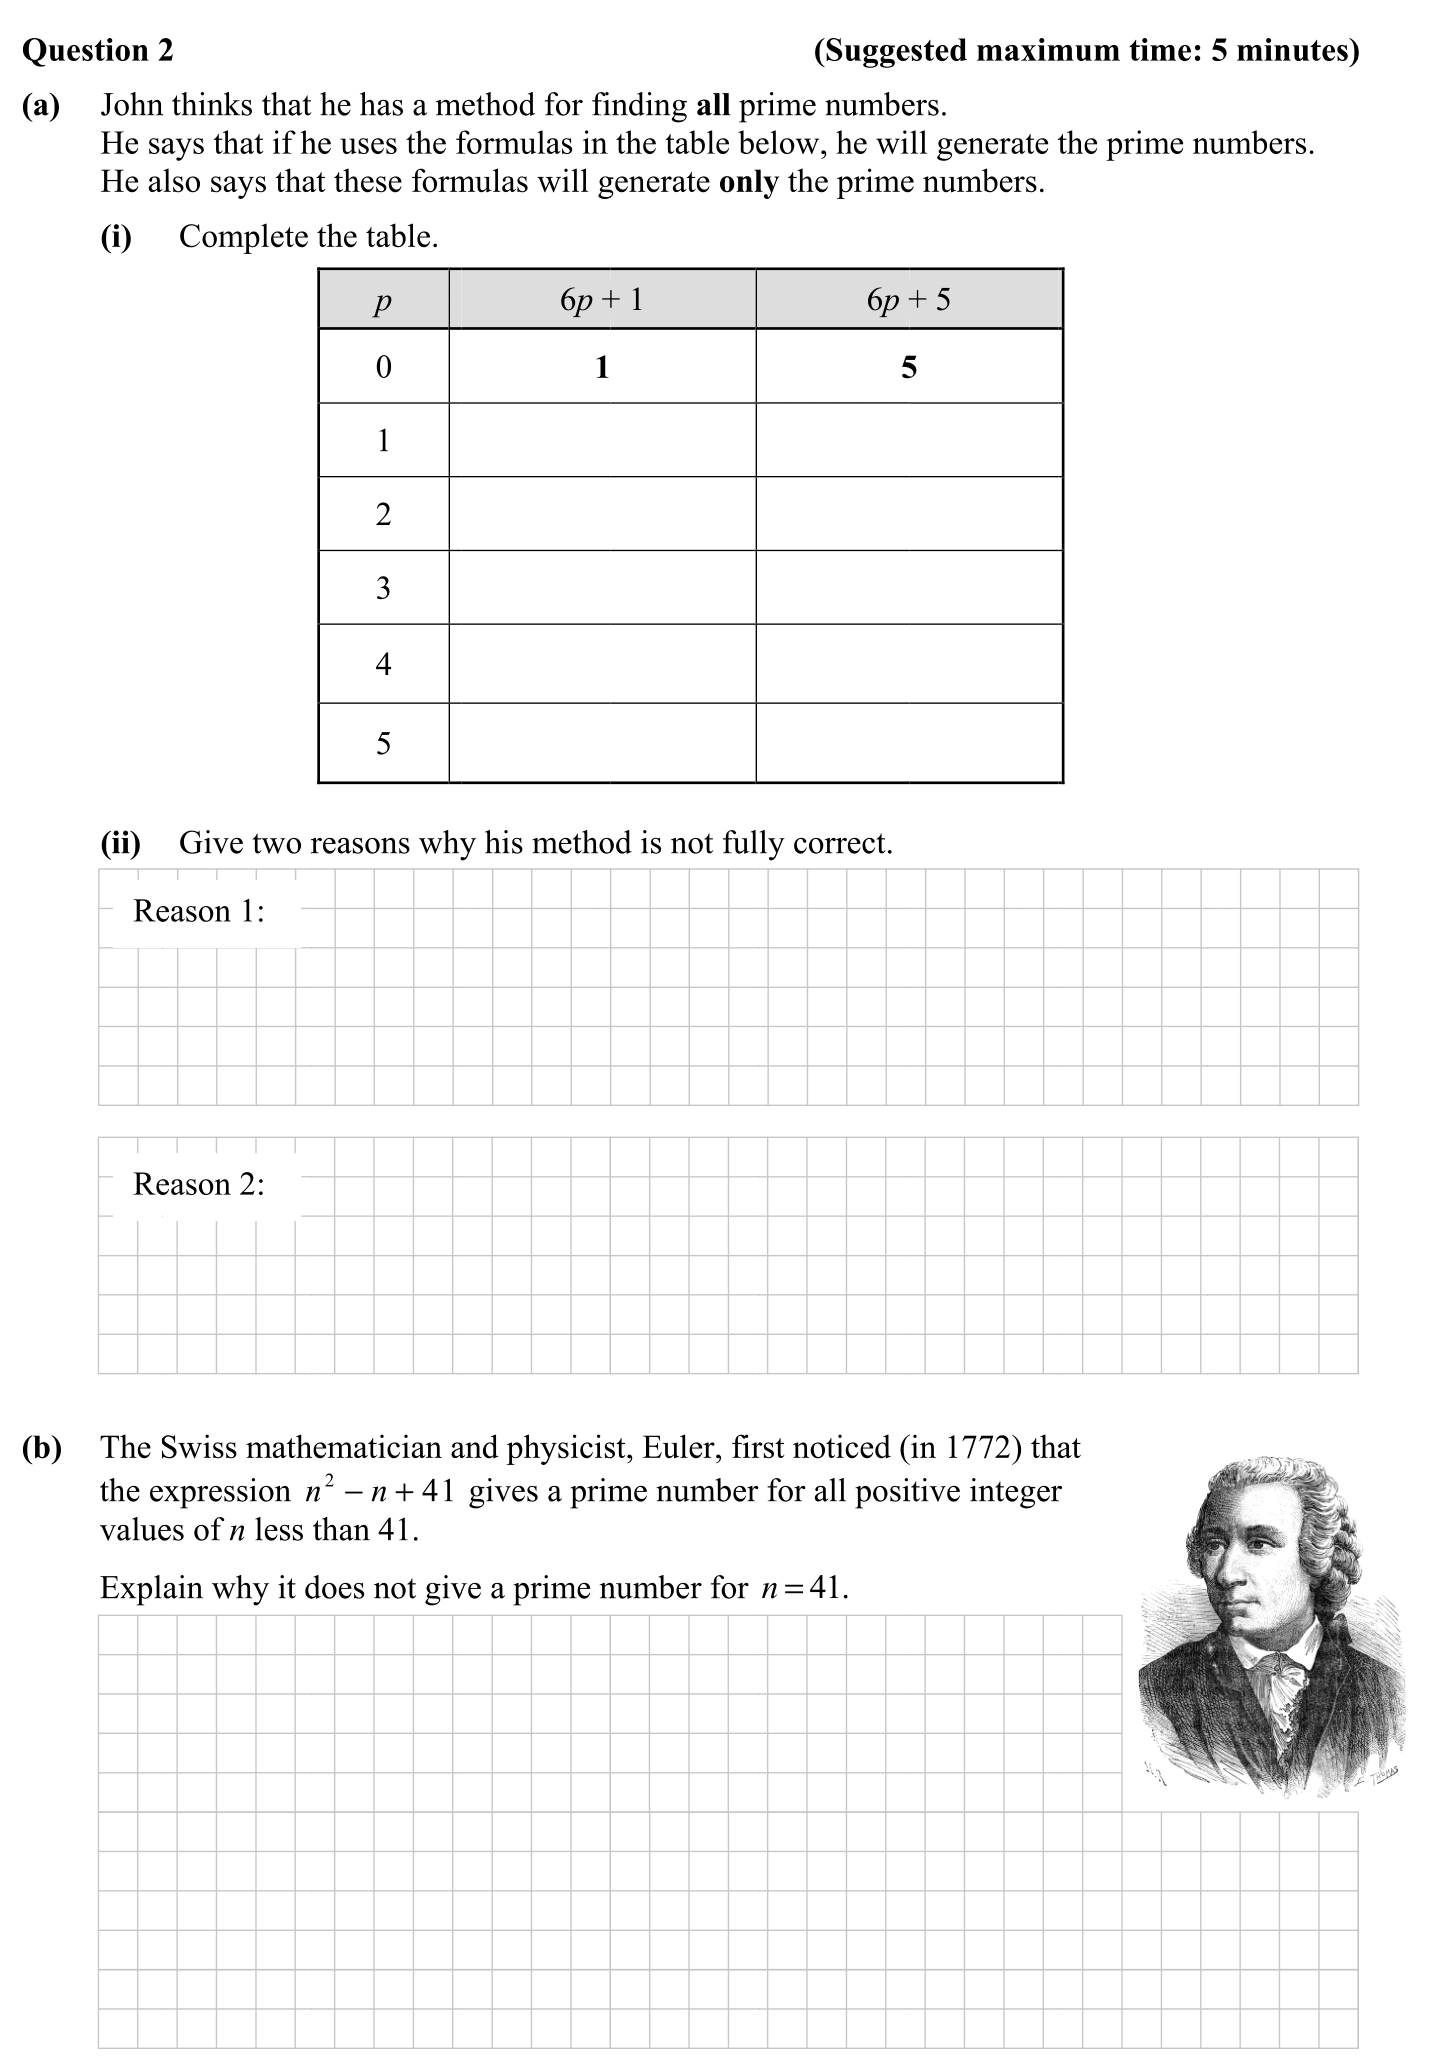 Question 2 (Suggested maximum time: 5 minutes)
(a) John thinks that he has a method for finding all prime numbers.
He says that if he uses the formulas in the table below, he will generate the prime numbers.
He also says that these formulas will generate only the prime numbers.
(i) Complete the table.
p 6p + 1 6p + 5
0 1 5
1
2
3
4
5
(ii) Give two reasons why his method is not fully correct.
Reason 1:
Reason 2:
(b) The Swiss mathematician and physicist, Euler, first noticed (in 1772) that
the expression n² − n + 41 gives a prime number for all positive integer
values of n less than 41.
Explain why it does not give a prime number for n = 41.
THOMAS